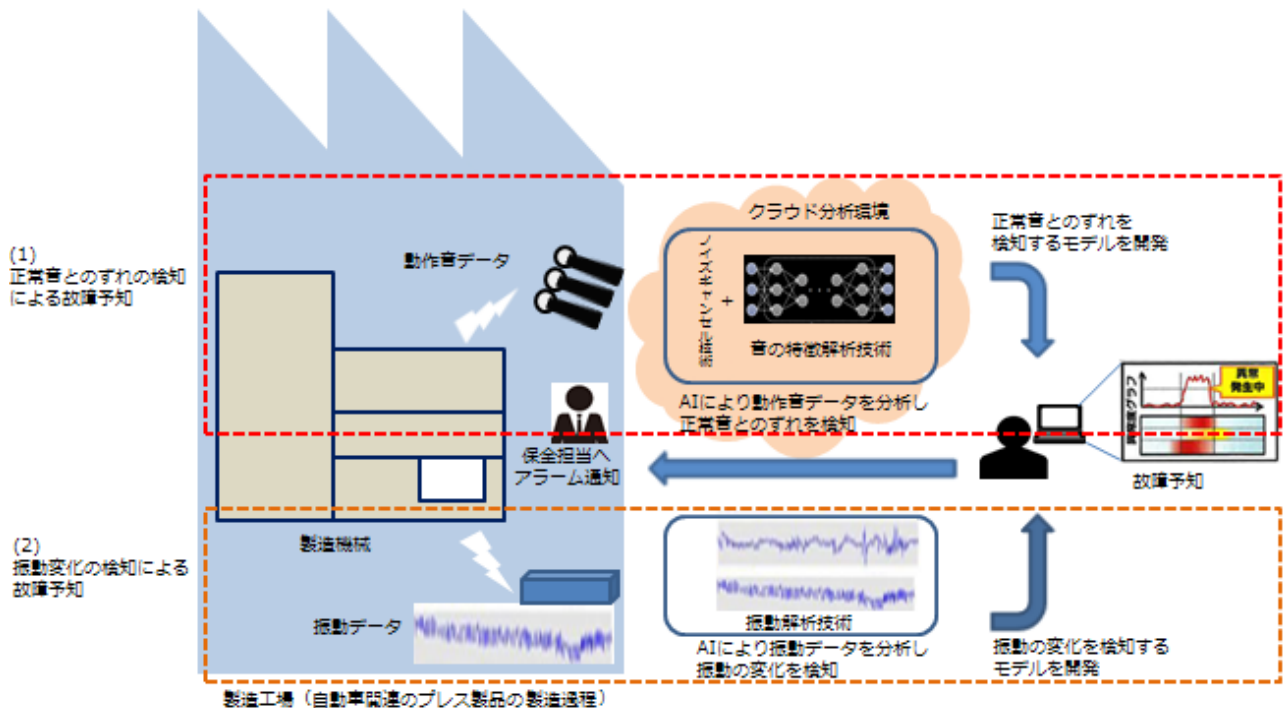 (1)
正常音とのずれの検知
による故障予知
動作音データ
クラウド分析環境
ノイズキャンセル技術
+
音の特徴解析技術
AIにより動作音データを分析し
正常音とのずれを検知
正常音とのずれを
検知するモデルを開発
異常
発生中
異常度グラフ
故障予知
保全担当へ
アラーム通知
製造機械
(2)
振動変化の検知による
故障予知
振動データ
振動解析技術
AIにより振動データを分析し
振動の変化を検知
振動の変化を検知する
モデルを開発
製造工場（自動車関連のプレス製品の製造過程）